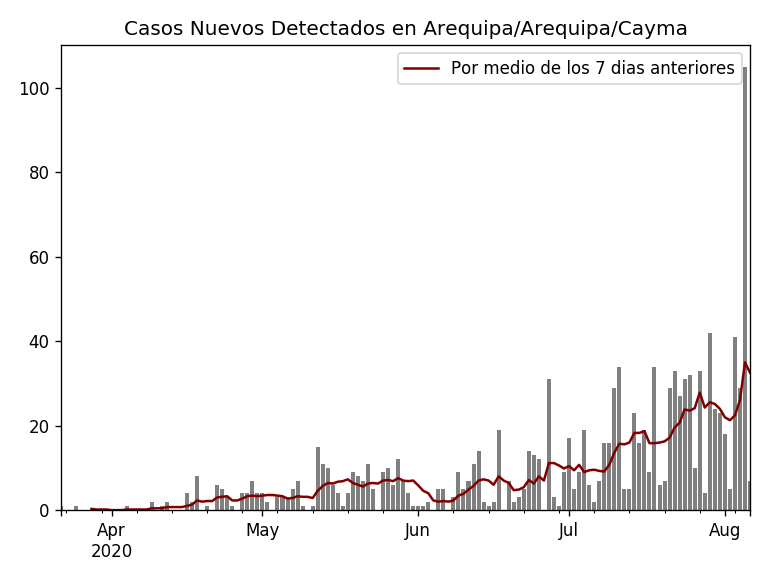 Casos Nuevos Detectados en Arequipa/Arequipa/Cayma
Por medio de los 7 dias anteriores
100
80
60
40
20
0
Apr May Jun Jul Aug
2020